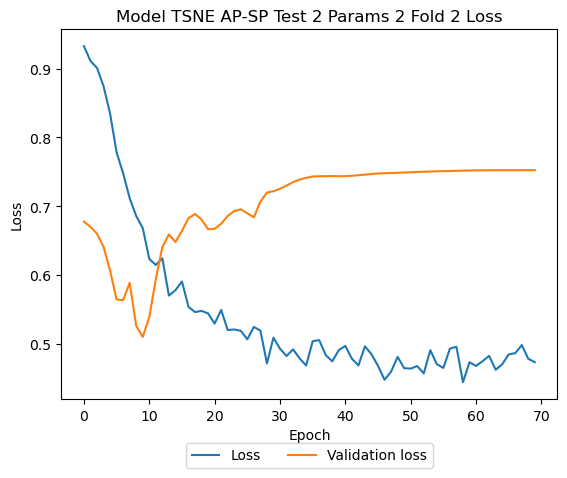 Model TSNE AP-SP Test 2 Params 2 Fold 2 Loss
0.9
0.8
0.7
0.6
0.5
Loss
0 10 20 30 40 50 60 70
Epoch
Loss Validation loss